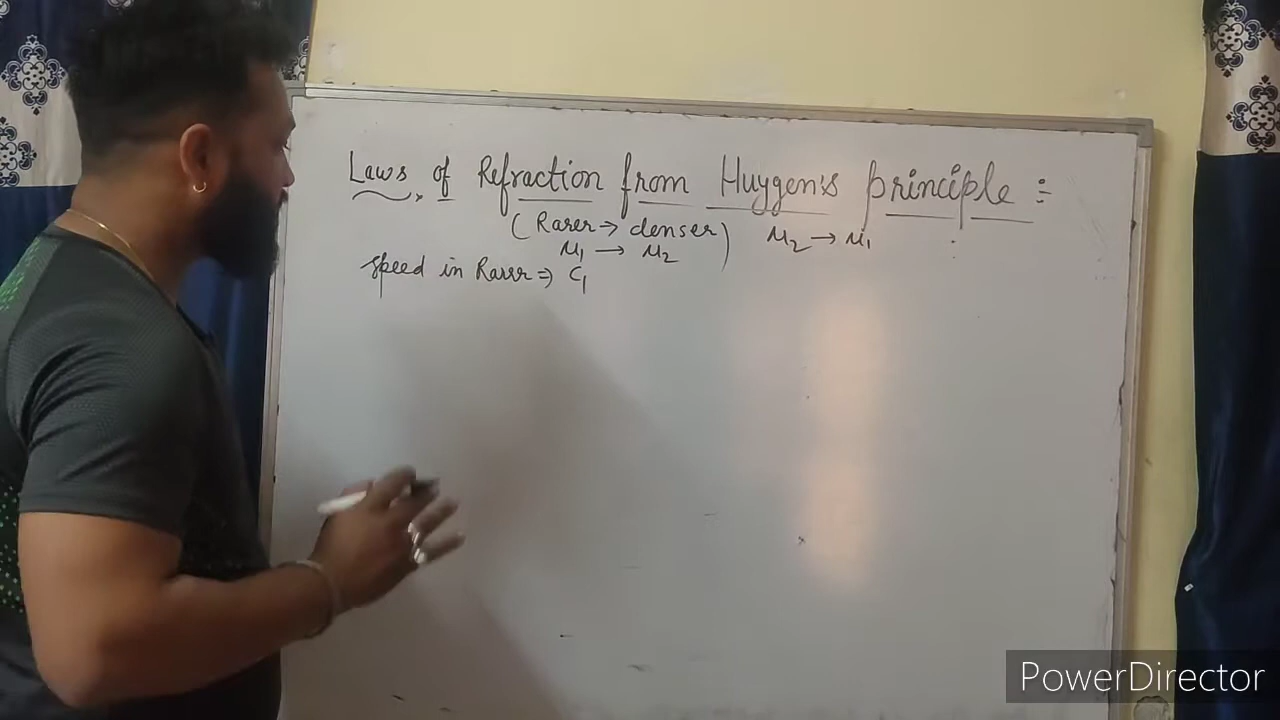 Laws of Refraction from Huygen's principle :-
(Rarer → denser) μ2 → μ1
μ1 → μ2
speed in Rarer ⇒ C1
PowerDirector